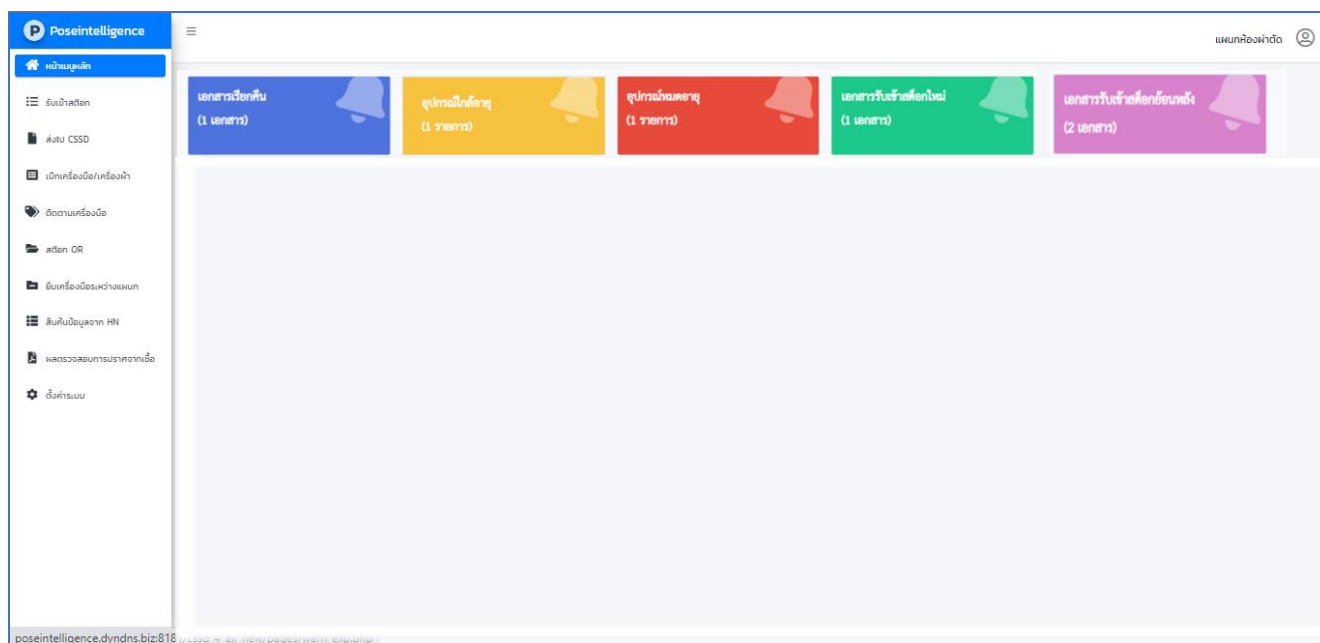 Poseintelligence
แผนกห้องผ่าตัด
หน้าเมนูหลัก
รับเข้าสต๊อก
ส่งไป CSSD
เบิกเครื่องมือ/เครื่องผ้า
ติดตามเครื่องมือ
สต๊อก OR
ยืมเครื่องมือระหว่างแผนก
สืบค้นข้อมูลจาก HN
ผลตรวจสอบการปราศจากเชื้อ
ตั้งค่าระบบ
เอกสารเรียกคืน
(1 เอกสาร)
อุปกรณ์ใกล้อายุ
(1 รายการ)
อุปกรณ์หมดอายุ
(1 รายการ)
เอกสารรับเข้าสต็อกใหม่
(1 เอกสาร)
เอกสารรับเข้าสต็อกย้อนหลัง
(2 เอกสาร)
poseintelligence.dyndns.biz:818